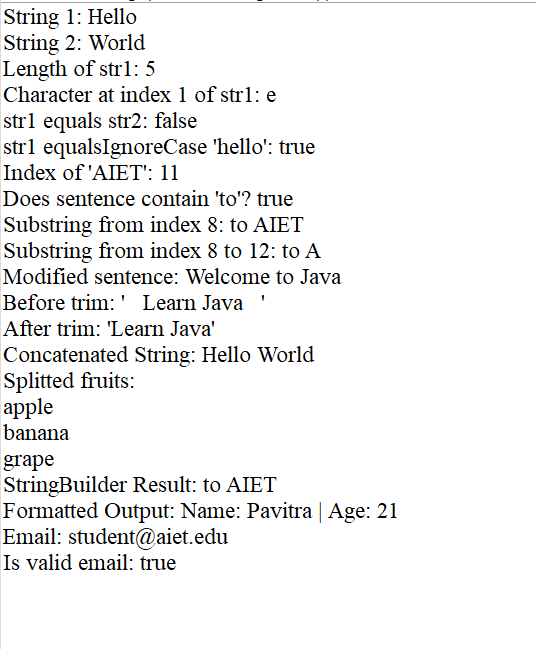 String 1: Hello
String 2: World
Length of str1: 5
Character at index 1 of str1: e
str1 equals str2: false
str1 equalsIgnoreCase 'hello': true
Index of 'AIET': 11
Does sentence contain 'to'? true
Substring from index 8: to AIET
Substring from index 8 to 12: to A
Modified sentence: Welcome to Java
Before trim: '   Learn Java   '
After trim: 'Learn Java'
Concatenated String: Hello World
Splitted fruits:
apple
banana
grape
StringBuilder Result: to AIET
Formatted Output: Name: Pavitra | Age: 21
Email: student@aiet.edu
Is valid email: true